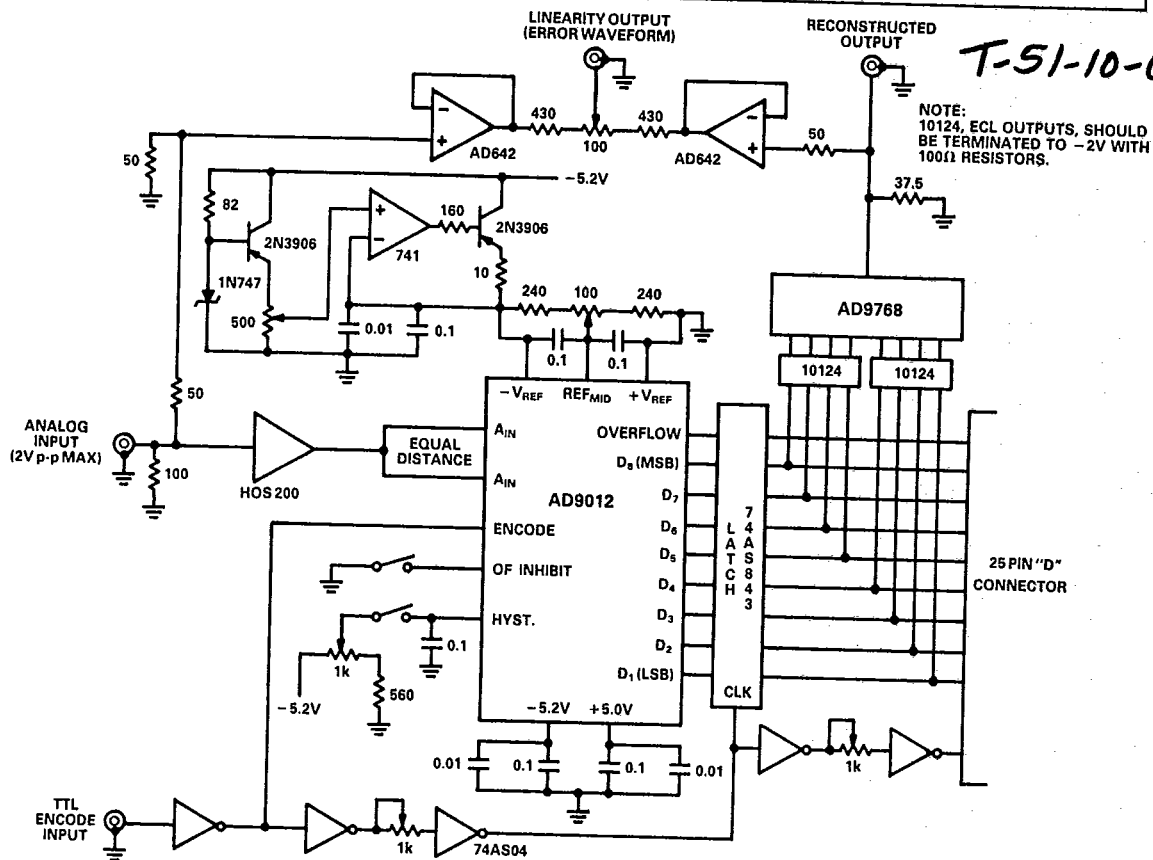 LINEARITY OUTPUT
(ERROR WAVEFORM)
RECONSTRUCTED
OUTPUT
T-51-10-
NOTE:
10124, ECL OUTPUTS, SHOULD
BE TERMINATED TO −2V WITH
100Ω RESISTORS.
AD642
430
100
430
AD642
50
50
37.5
82
−5.2V
2N3906
741
160
2N3906
10
1N747
500
0.01
0.1
240
100
240
0.1
0.1
AD9768
10124
10124
50
−VREF
REFMID
+VREF
ANALOG
INPUT
(2V p-p MAX)
100
HOS200
EQUAL
DISTANCE
AIN
AIN
AD9012
ENCODE
OF INHIBIT
HYST.
OVERFLOW
D8 (MSB)
D7
D6
D5
D4
D3
D2
D1 (LSB)
LATCH
74AS843
CLK
25 PIN "D"
CONNECTOR
0.1
1k
−5.2V
560
−5.2V
+5.0V
0.01
0.1
0.1
0.01
1k
TTL
ENCODE
INPUT
1k
74AS04